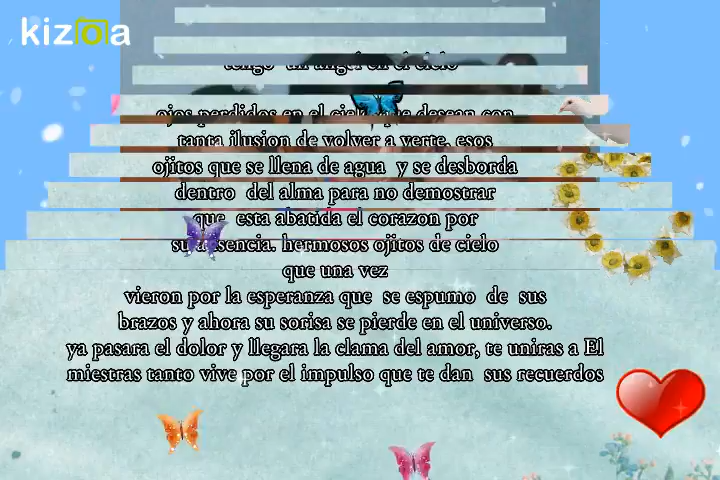 kizoa
tengo un angel en el cielo
ojos perdidos en el cielo, que desean con
tanta ilusion de volver a verte. esos
ojitos que se llena de agua y se desborda
dentro del alma para no demostrar
que esta abatida el corazon por
su ausencia. hermosos ojitos de cielo
que una vez
vieron por la esperanza que se espumo de sus
brazos y ahora su sorisa se pierde en el universo.
ya pasara el dolor y llegara la clama del amor, te uniras a El
miestras tanto vive por el impulso que te dan sus recuerdos